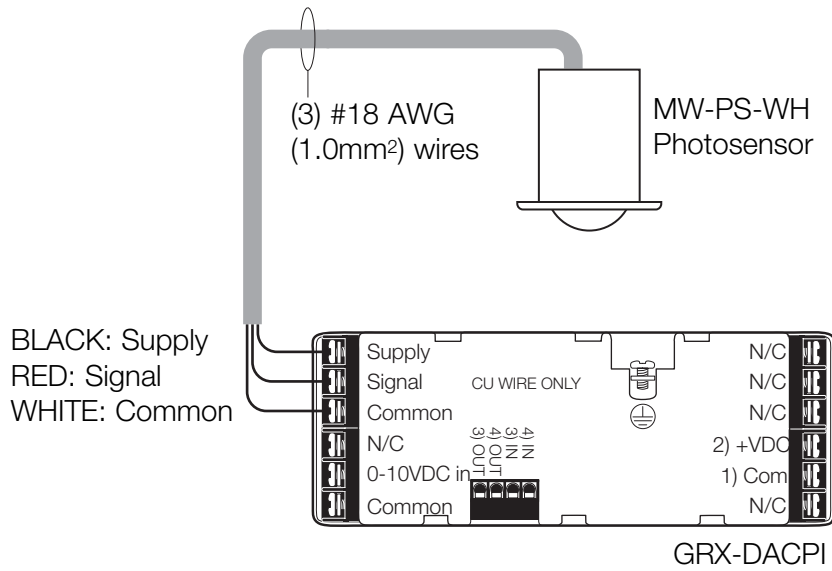 (3) #18 AWG
(1.0mm²) wires
MW-PS-WH
Photosensor
BLACK: Supply
RED: Signal
WHITE: Common
Supply
Signal
Common
N/C
0-10VDC in
Common
CU WIRE ONLY
3) OUT
4) OUT
3) IN
4) IN
N/C
N/C
N/C
2) +VDC
1) Com
N/C
GRX-DACPI